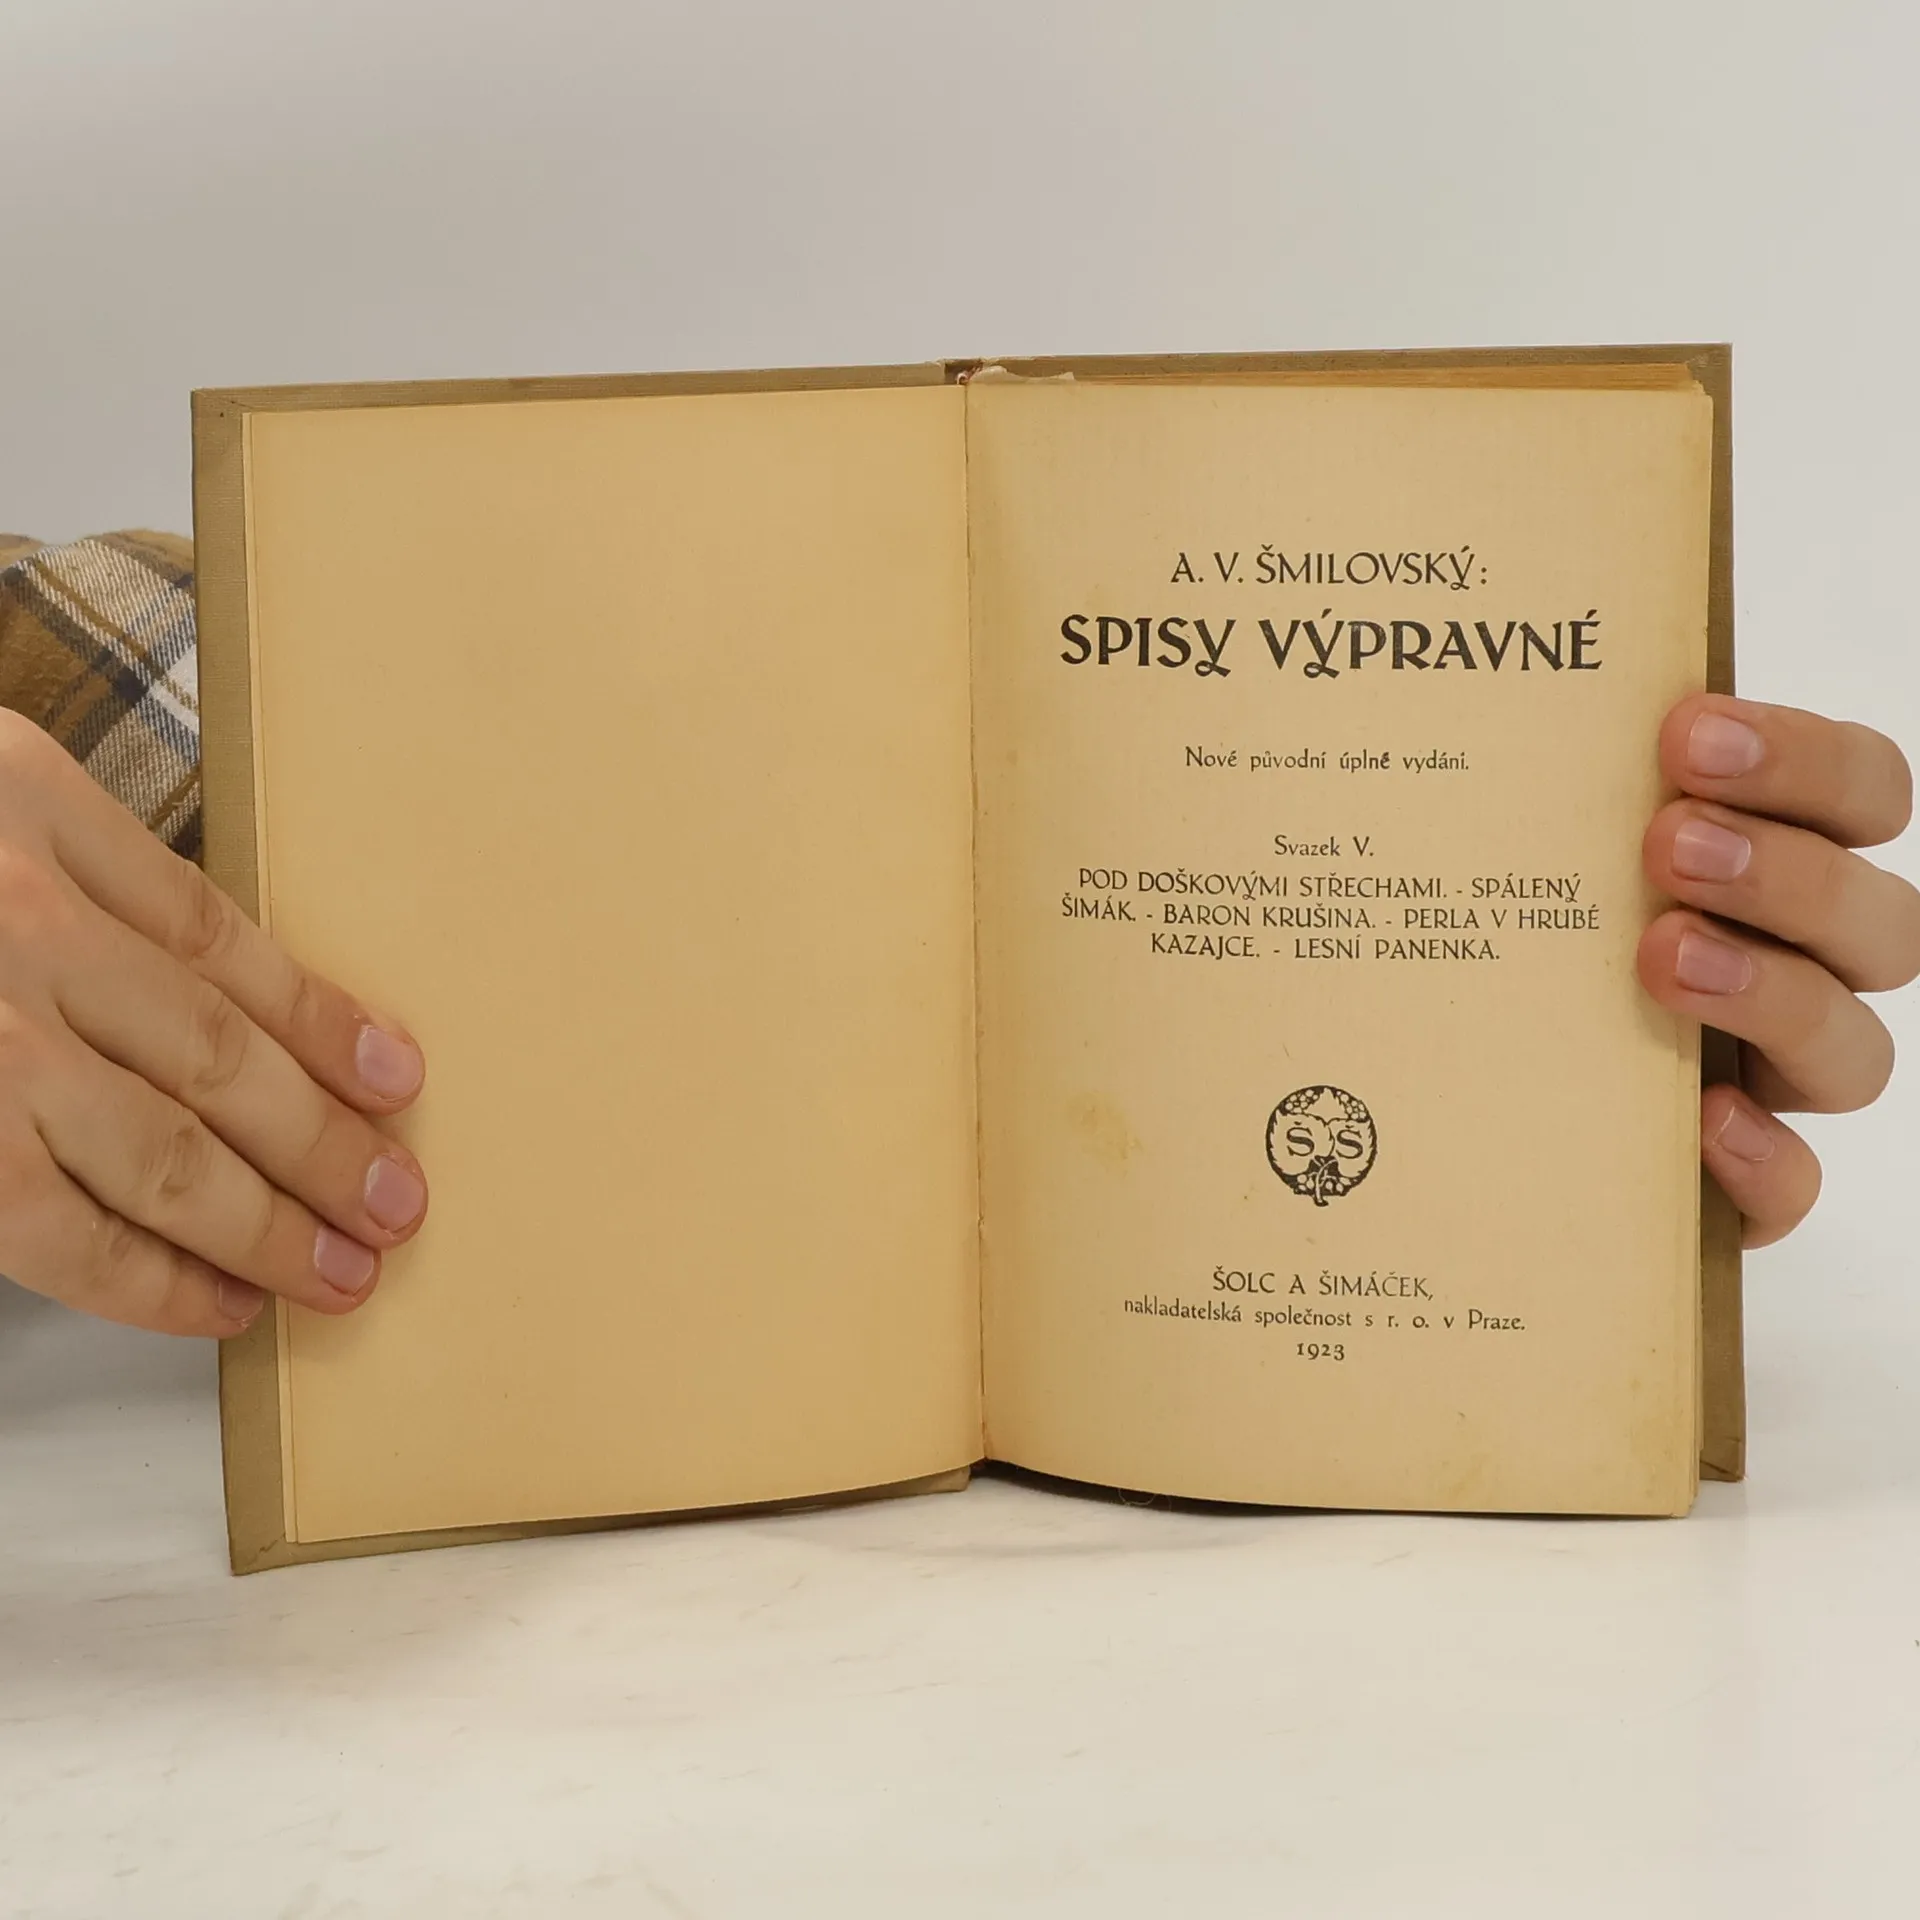 A. V. ŠMILOVSKÝ:
SPISY VÝPRAVNÉ
Nové původní úplné vydání.
Svazek V.
POD DOŠKOVÝMI STŘECHAMI. - SPÁLENÝ
ŠIMÁK. - BARON KRUŠINA. - PERLA V HRUBÉ
KAZAJCE. - LESNÍ PANENKA.
Š Š
ŠOLC A ŠIMÁČEK,
nakladatelská společnost s r. o. v Praze.
1923